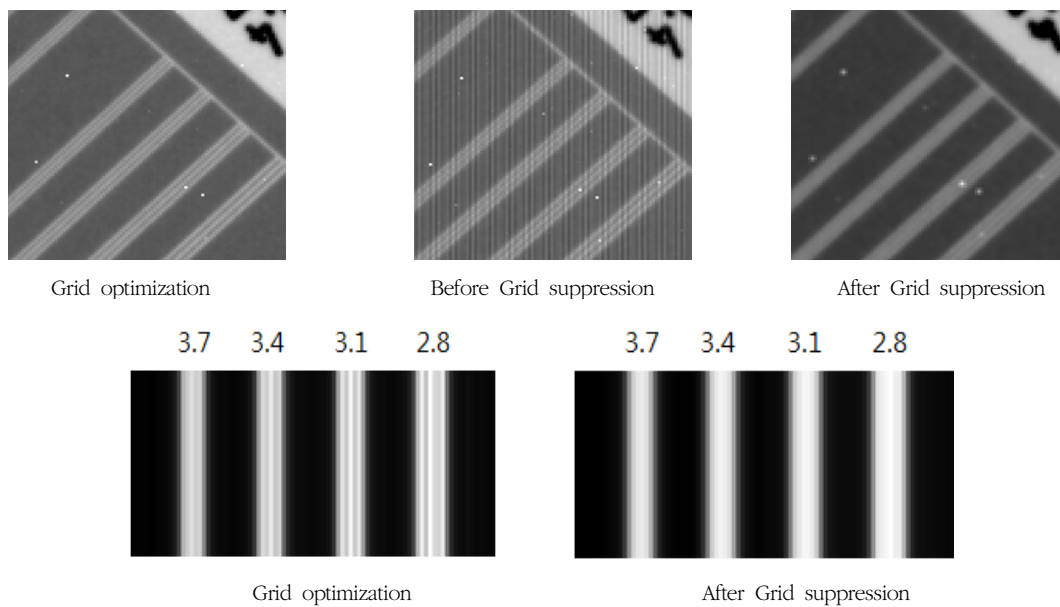 Grid optimization
Before Grid suppression
After Grid suppression
3.7 3.4 3.1 2.8
3.7 3.4 3.1 2.8
Grid optimization
After Grid suppression